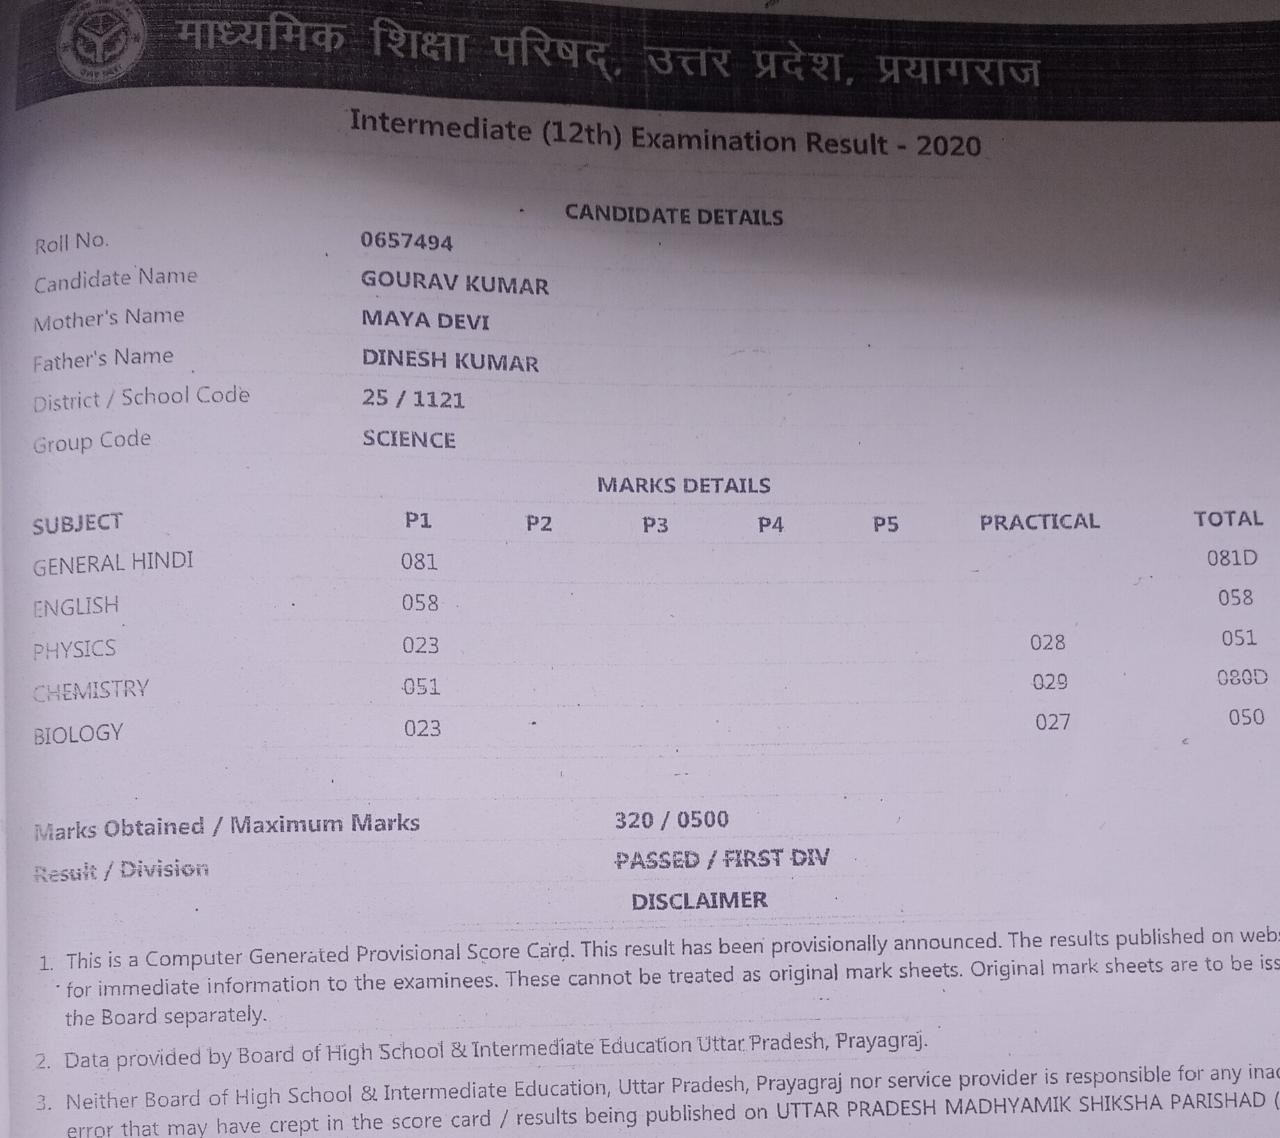 माध्यमिक शिक्षा परिषद्, उत्तर प्रदेश, प्रयागराज
Intermediate (12th) Examination Result - 2020
CANDIDATE DETAILS
Roll No. 0657494
Candidate Name GOURAV KUMAR
Mother's Name MAYA DEVI
Father's Name DINESH KUMAR
District / School Code 25 / 1121
Group Code SCIENCE
MARKS DETAILS
SUBJECT P1 P2 P3 P4 P5 PRACTICAL TOTAL
GENERAL HINDI 081 081D
ENGLISH 058 058
PHYSICS 023 028 051
CHEMISTRY 051 029 080D
BIOLOGY 023 027 050
Marks Obtained / Maximum Marks 320 / 0500
Result / Division PASSED / FIRST DIV
DISCLAIMER
1. This is a Computer Generated Provisional Score Card. This result has been provisionally announced. The results published on
for immediate information to the examinees. These cannot be treated as original mark sheets. Original mark sheets are to be
the Board separately.
2. Data provided by Board of High School & Intermediate Education Uttar Pradesh, Prayagraj.
3. Neither Board of High School & Intermediate Education, Uttar Pradesh, Prayagraj nor service provider is responsible for any
error that may have crept in the score card / results being published on UTTAR PRADESH MADHYAMIK SHIKSHA PARISHAD (